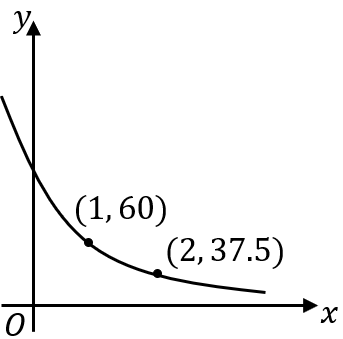 y
(1, 60)
(2, 37.5)
O
x